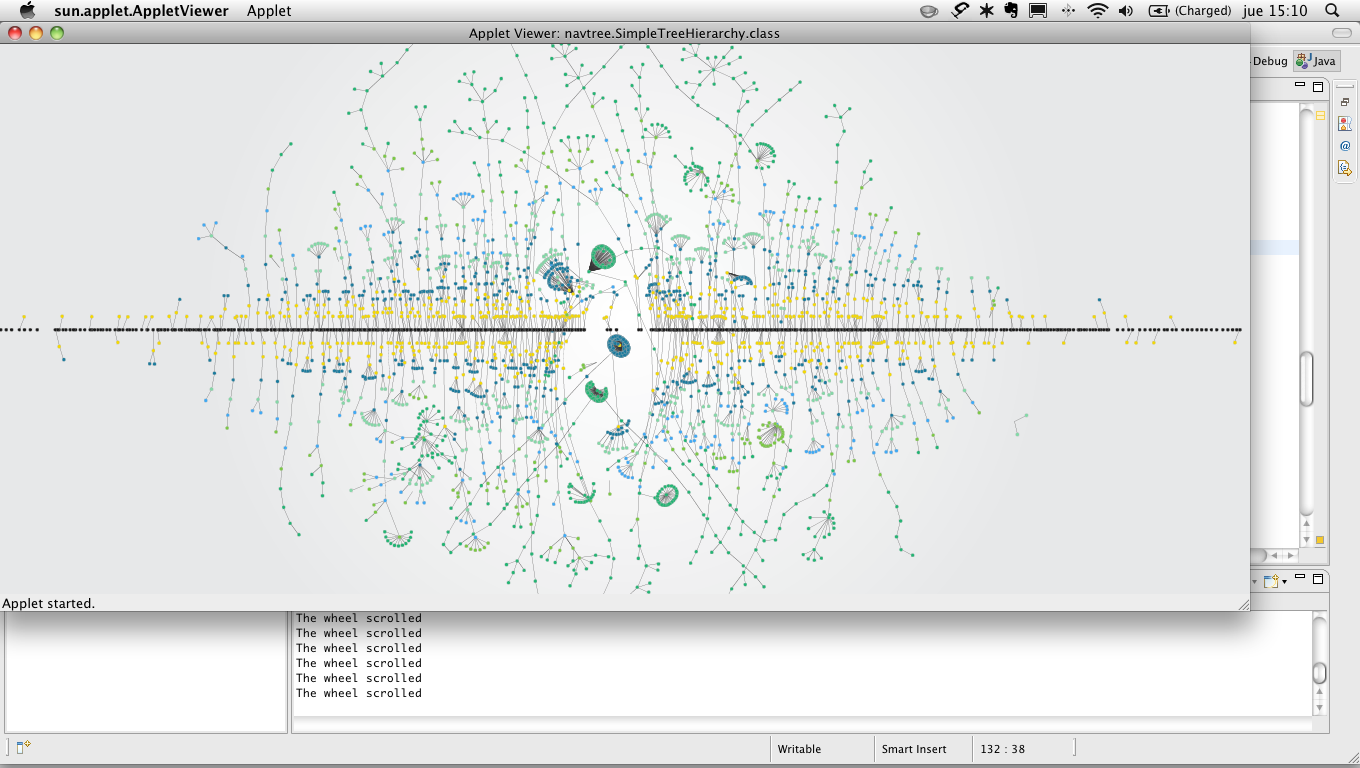 sun.applet.AppletViewer Applet (Charged) jue 15:10
Applet Viewer: navtree.SimpleTreeHierarchy.class
Debug Java
Applet started.
The wheel scrolled
The wheel scrolled
The wheel scrolled
The wheel scrolled
The wheel scrolled
The wheel scrolled
Writable Smart Insert 132 : 38